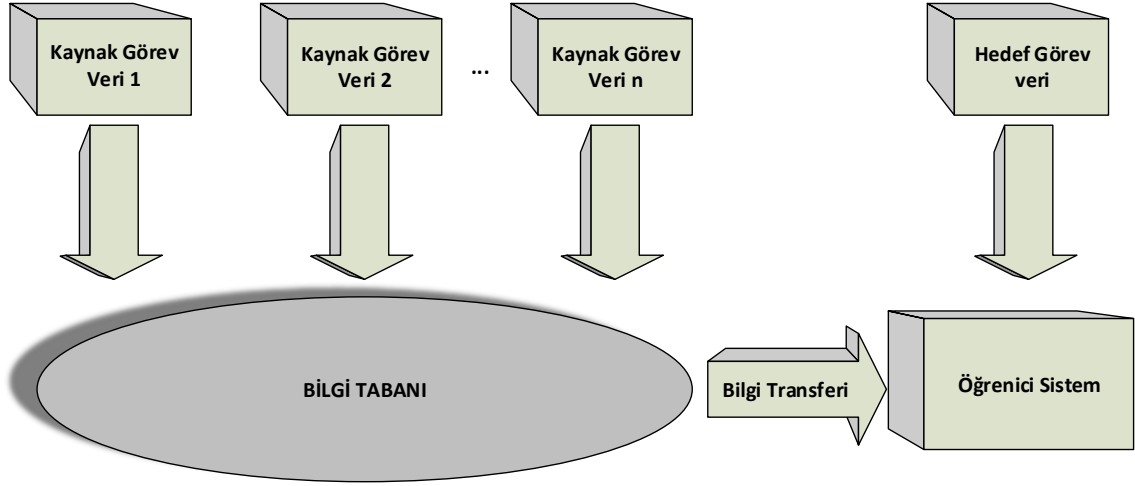 Kaynak Görev
Veri 1
Kaynak Görev
Veri 2
...
Kaynak Görev
Veri n
Hedef Görev
veri
BİLGİ TABANI
Bilgi Transferi
Öğrenici Sistem